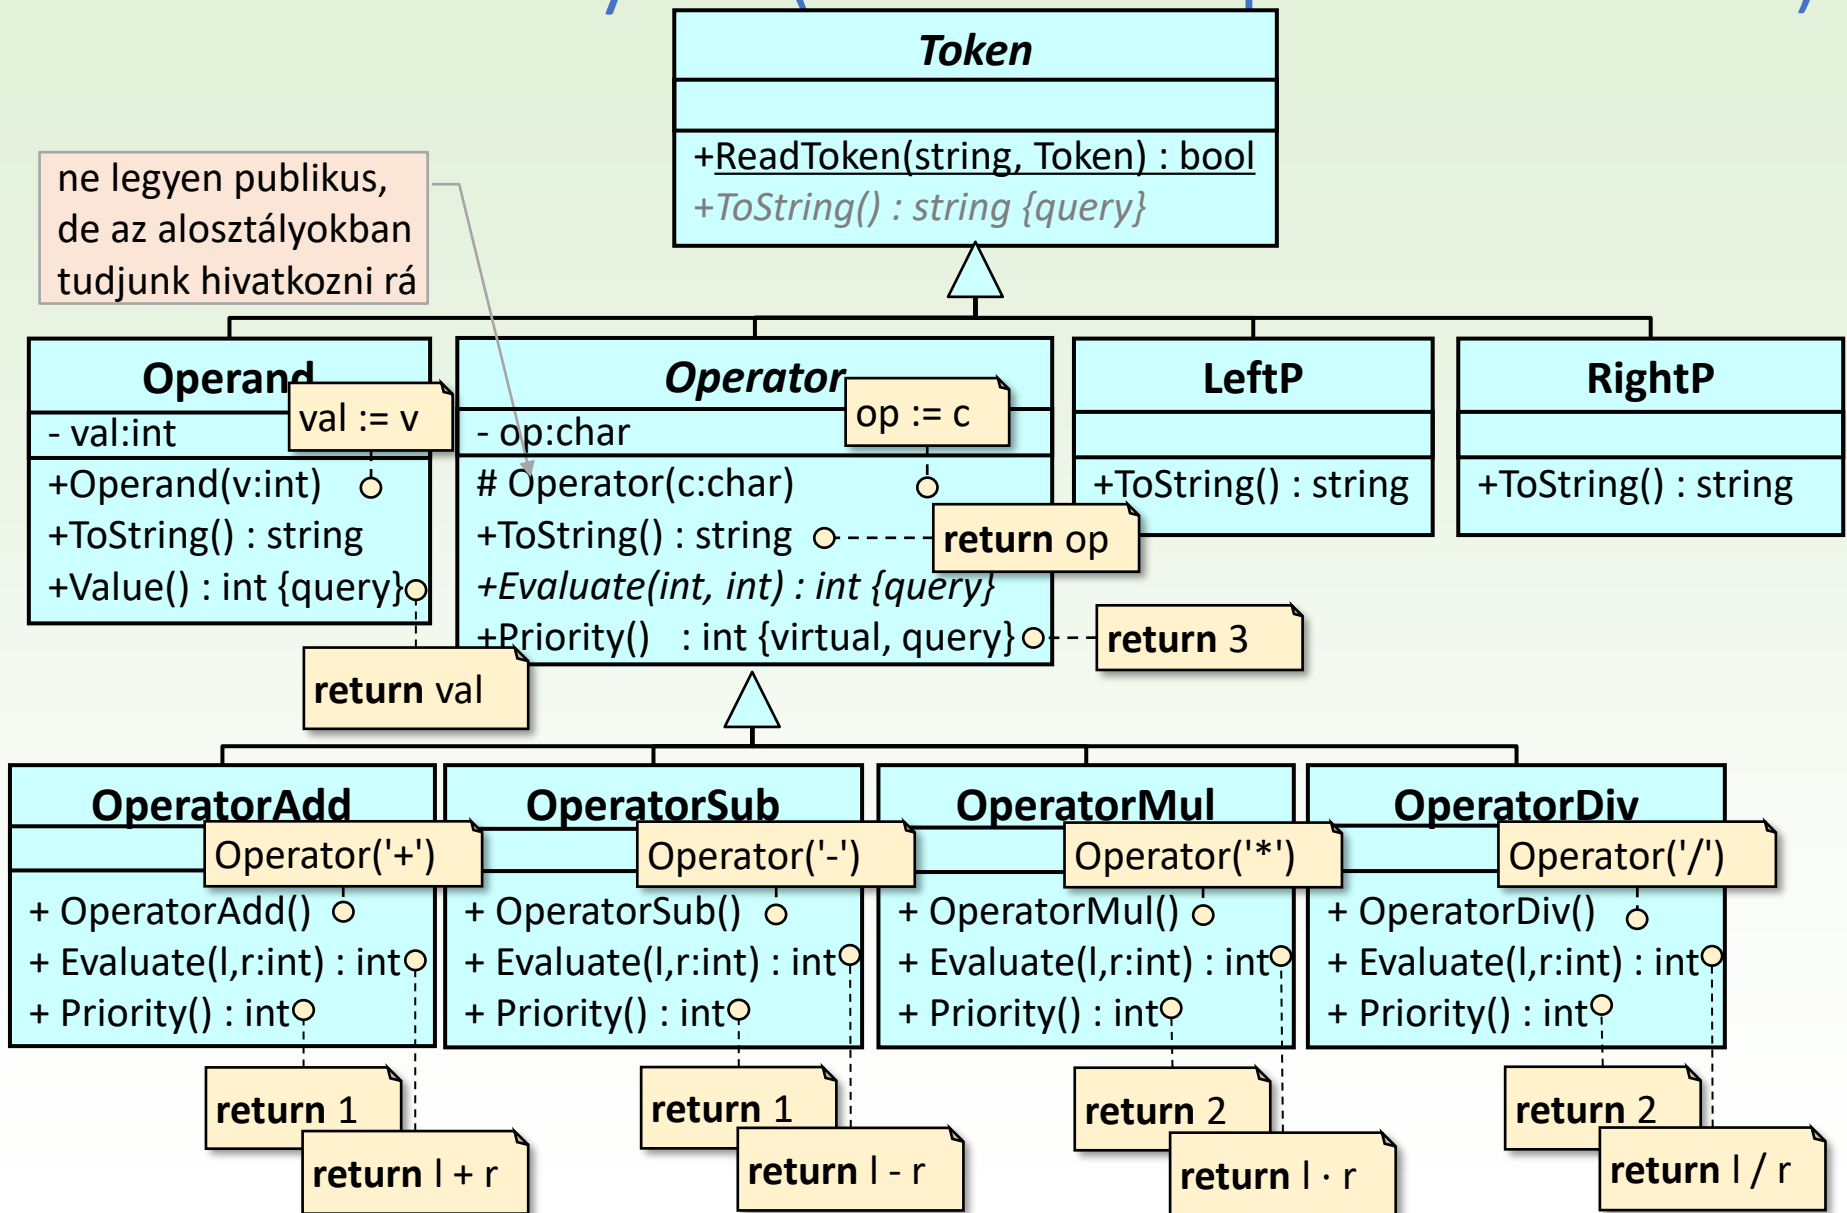 Token
+ReadToken(string, Token) : bool
+ToString() : string {query}
ne legyen publikus,
de az alosztályokban
tudjunk hivatkozni rá
Operand
val := v
- val:int
+Operand(v:int)
+ToString() : string
+Value() : int {query}
return val
Operator
op := c
- op:char
# Operator(c:char)
+ToString() : string
return op
+Evaluate(int, int) : int {query}
+Priority() : int {virtual, query}
return 3
LeftP
+ToString() : string
RightP
+ToString() : string
OperatorAdd
Operator('+')
+ OperatorAdd()
+ Evaluate(l,r:int) : int
+ Priority() : int
return 1
return l + r
OperatorSub
Operator('-')
+ OperatorSub()
+ Evaluate(l,r:int) : int
+ Priority() : int
return 1
return l - r
OperatorMul
Operator('*')
+ OperatorMul()
+ Evaluate(l,r:int) : int
+ Priority() : int
return 2
return l · r
OperatorDiv
Operator('/')
+ OperatorDiv()
+ Evaluate(l,r:int) : int
+ Priority() : int
return 2
return l / r